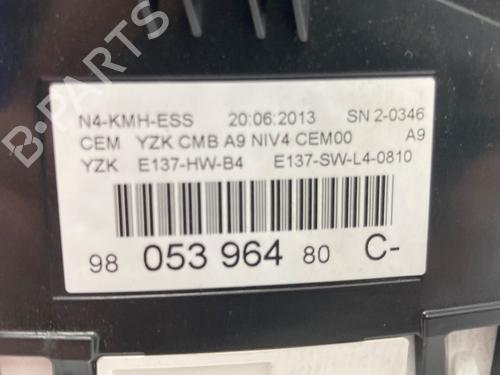 B-PARTS
N4-KMH-ESS 20:06:2013 SN 2-0346
CEM YZK CMB A9 NIV4 CEM00 A9
YZK E137-HW-B4 E137-SW-L4-0810
98 053 964 80 C-